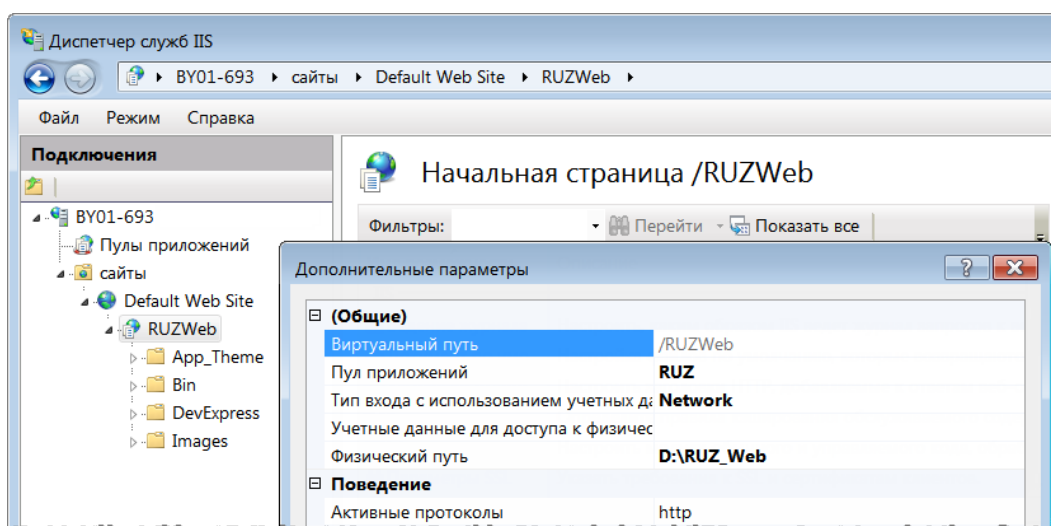 Диспетчер служб IIS
BY01-693 сайты Default Web Site RUZWeb
Файл Режим Справка
Подключения
BY01-693
Пулы приложений
сайты
Default Web Site
RUZWeb
App_Theme
Bin
DevExpress
Images
Начальная страница /RUZWeb
Фильтры: Перейти Показать все
Дополнительные параметры
(Общие)
Виртуальный путь /RUZWeb
Пул приложений RUZ
Тип входа с использованием учетных да Network
Учетные данные для доступа к физичес
Физический путь D:\RUZ_Web
Поведение
Активные протоколы http